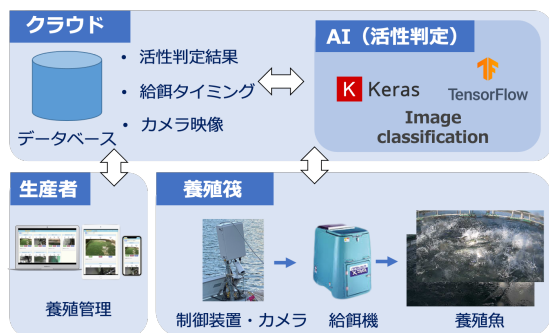 クラウド
・活性判定結果
・給餌タイミング
・カメラ映像
データベース
AI（活性判定）
K Keras
TensorFlow
Image
classification
生産者
養殖管理
養殖筏
制御装置・カメラ
給餌機
養殖魚